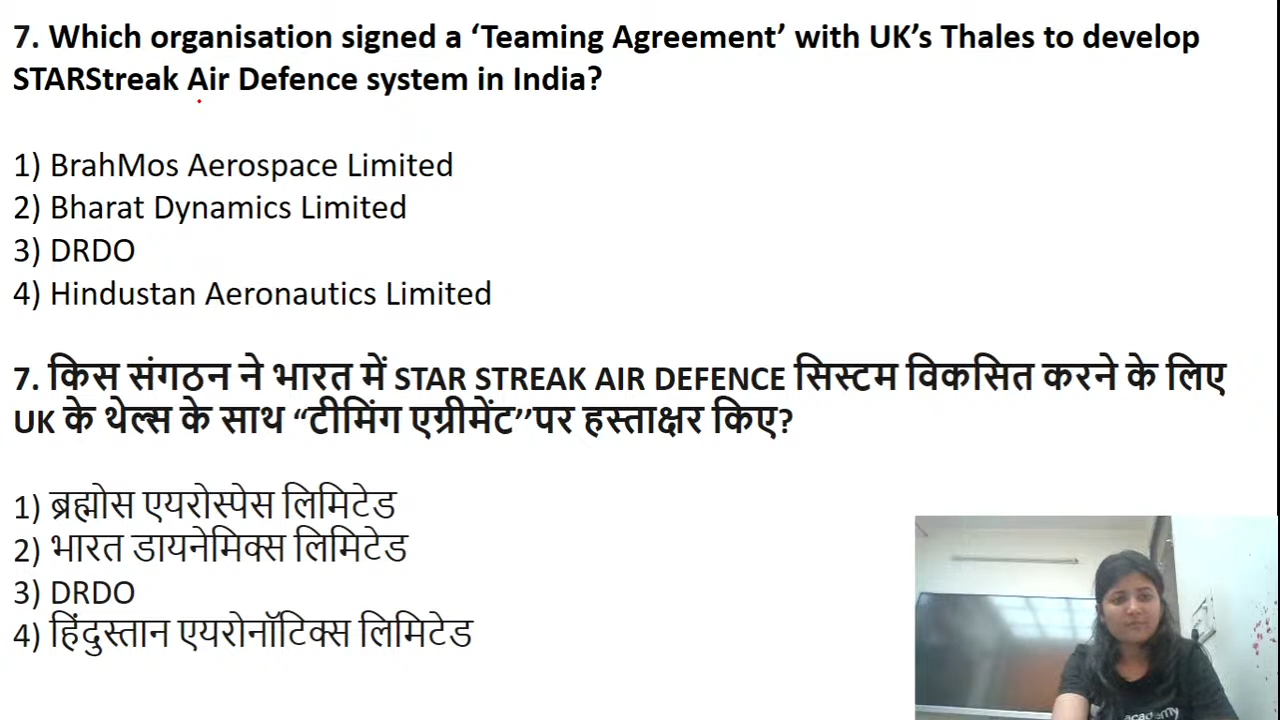 7. Which organisation signed a ‘Teaming Agreement’ with UK’s Thales to develop
STARStreak Air Defence system in India?
1) BrahMos Aerospace Limited
2) Bharat Dynamics Limited
3) DRDO
4) Hindustan Aeronautics Limited
7. किस संगठन ने भारत में STAR STREAK AIR DEFENCE सिस्टम विकसित करने के लिए
UK के थेल्स के साथ “टीमिंग एग्रीमेंट’’पर हस्ताक्षर किए?
1) ब्रह्मोस एयरोस्पेस लिमिटेड
2) भारत डायनेमिक्स लिमिटेड
3) DRDO
4) हिंदुस्तान एयरोनॉटिक्स लिमिटेड
academy